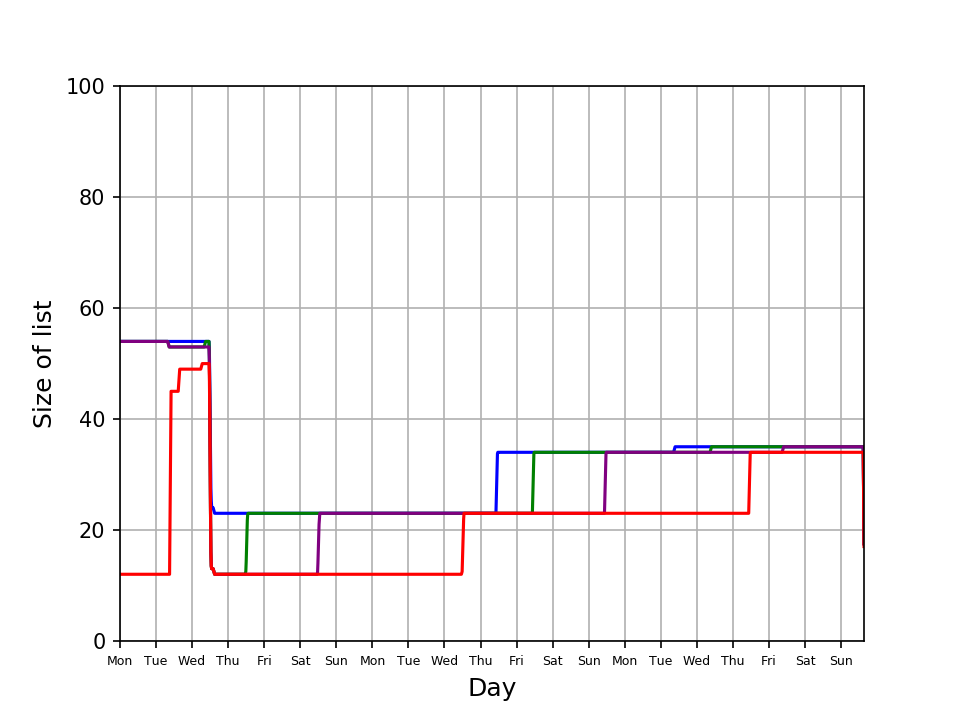 100
80
60
40
20
0
Size of list
Mon Tue Wed Thu Fri Sat Sun Mon Tue Wed Thu Fri Sat Sun Mon Tue Wed Thu Fri Sat Sun
Day